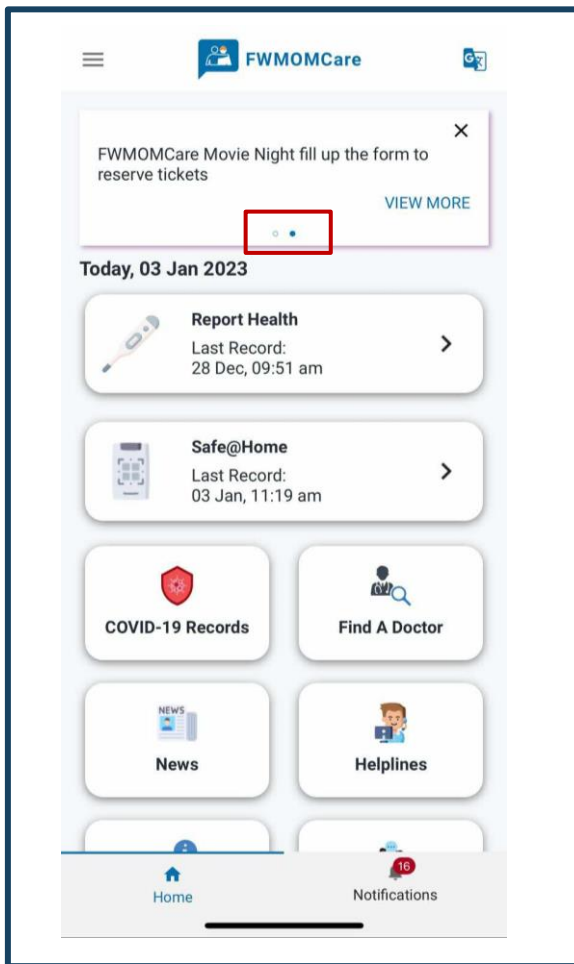 FWMOMCare
FWMOMCare Movie Night fill up the form to
reserve tickets
VIEW MORE
Today, 03 Jan 2023
Report Health
Last Record:
28 Dec, 09:51 am
Safe@Home
Last Record:
03 Jan, 11:19 am
COVID-19 Records
Find A Doctor
NEWS
News
Helplines
16
Home
Notifications